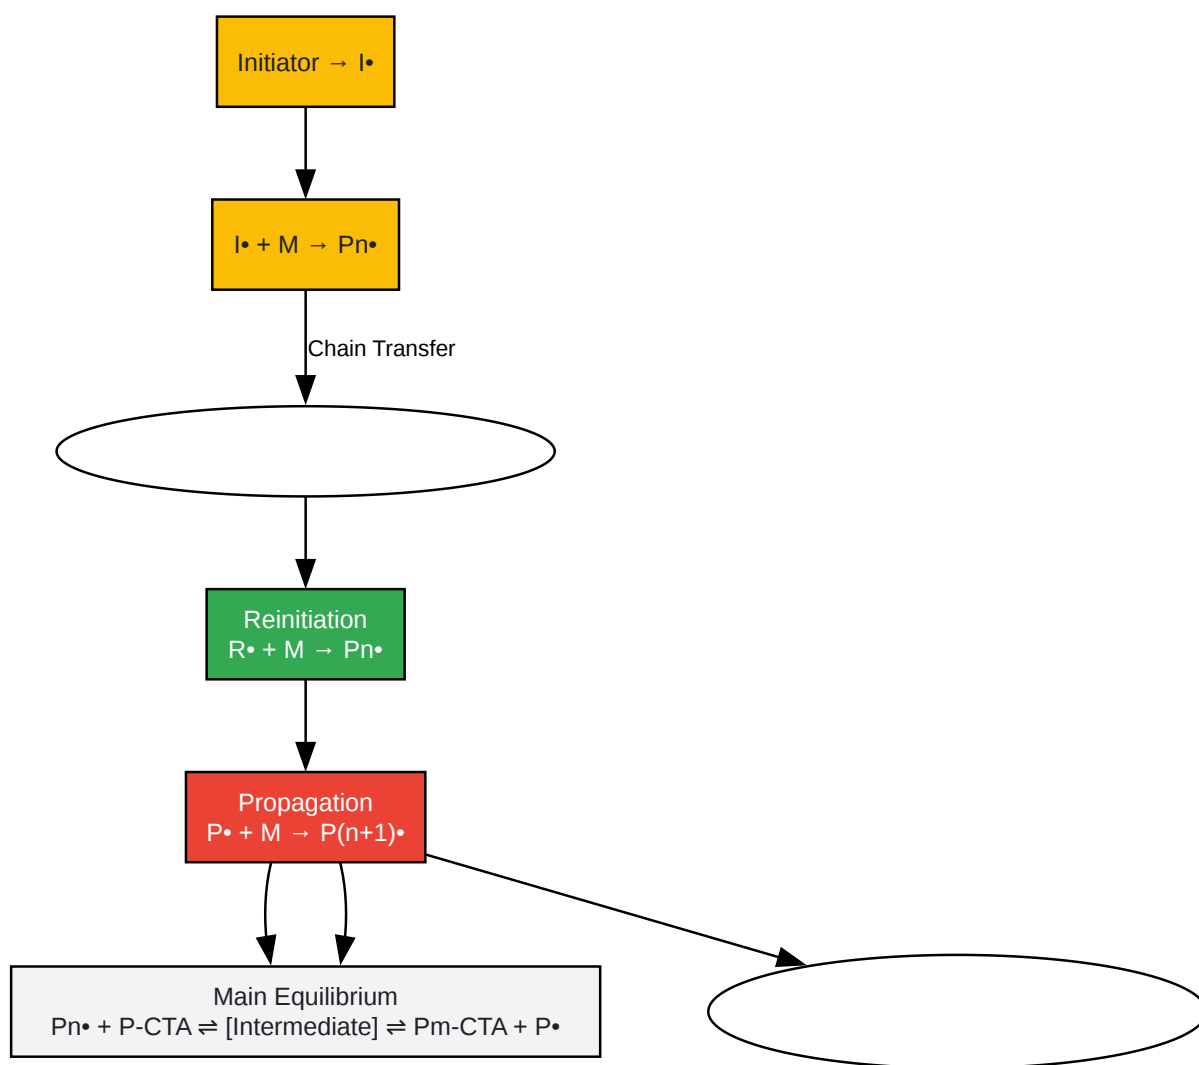 Initiator → I•
I• + M → Pn•
Chain Transfer
Reinitiation
R• + M → Pn•
Propagation
P• + M → P(n+1)•
Main Equilibrium
Pn• + P-CTA ⇌ [Intermediate] ⇌ Pm-CTA + P•